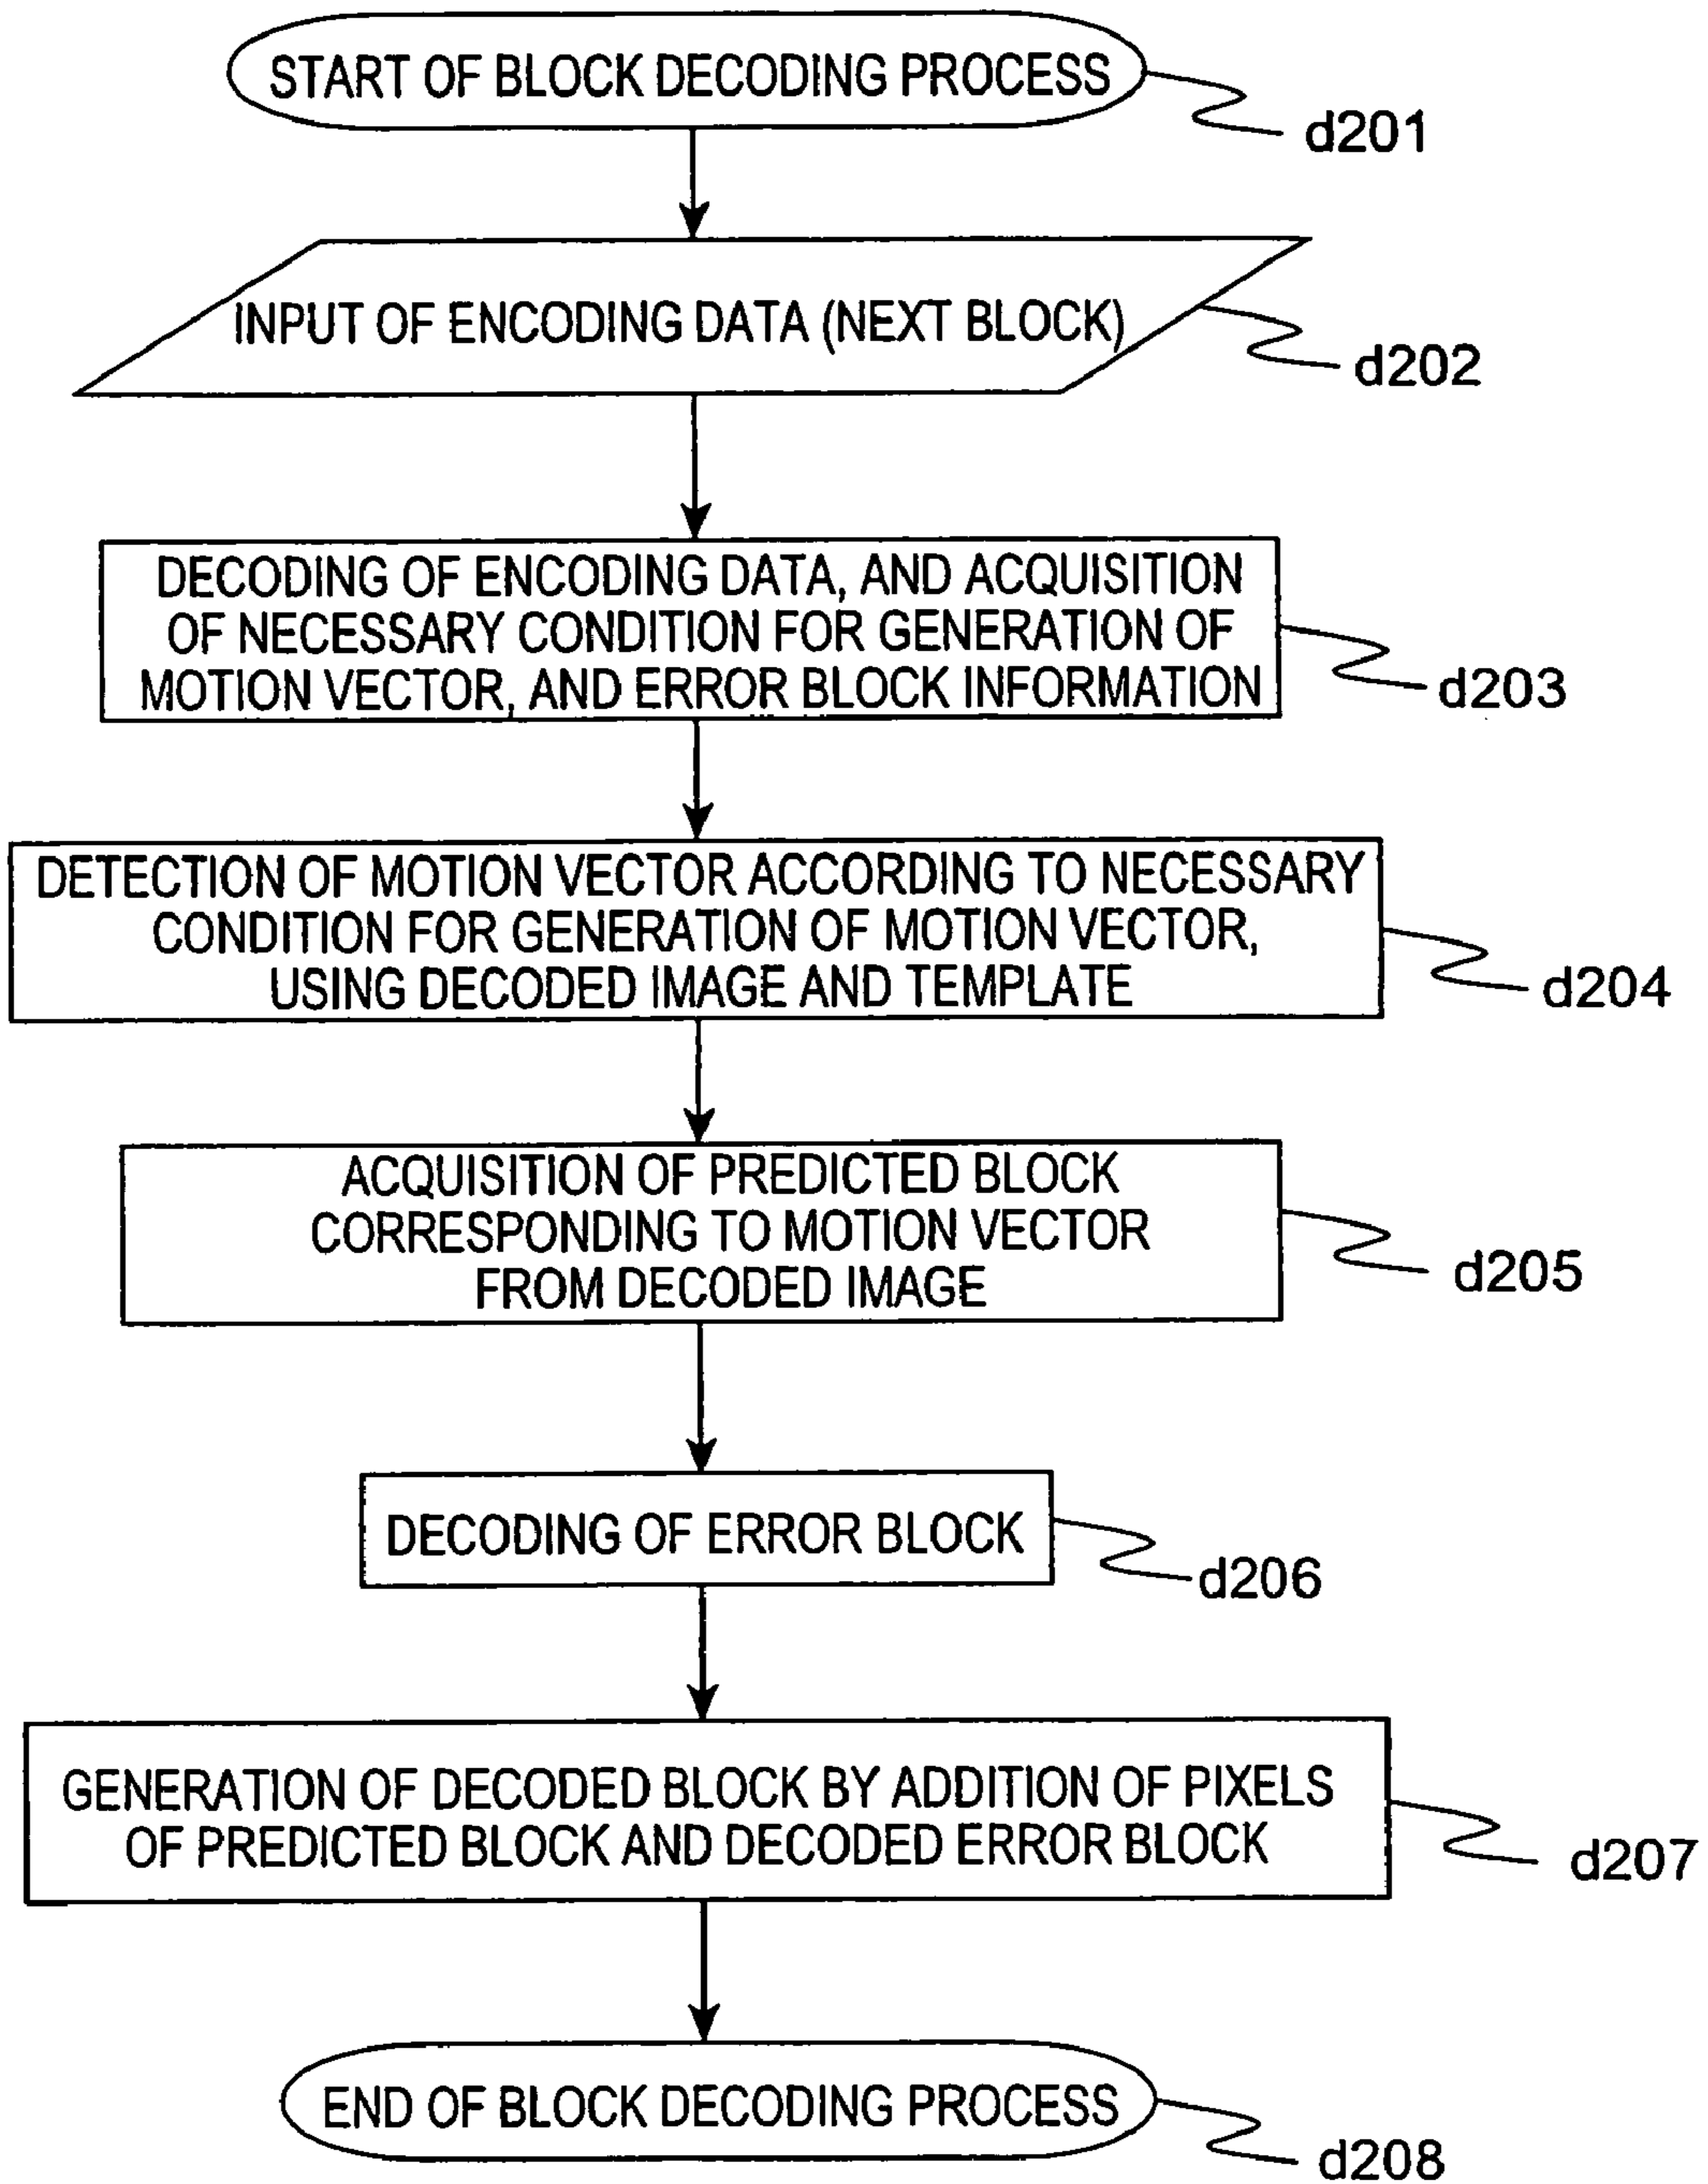 START OF BLOCK DECODING PROCESS
d201
INPUT OF ENCODING DATA (NEXT BLOCK)
d202
DECODING OF ENCODING DATA, AND ACQUISITION
OF NECESSARY CONDITION FOR GENERATION OF
MOTION VECTOR, AND ERROR BLOCK INFORMATION
d203
DETECTION OF MOTION VECTOR ACCORDING TO NECESSARY
CONDITION FOR GENERATION OF MOTION VECTOR,
USING DECODED IMAGE AND TEMPLATE
d204
ACQUISITION OF PREDICTED BLOCK
CORRESPONDING TO MOTION VECTOR
FROM DECODED IMAGE
d205
DECODING OF ERROR BLOCK
d206
GENERATION OF DECODED BLOCK BY ADDITION OF PIXELS
OF PREDICTED BLOCK AND DECODED ERROR BLOCK
d207
END OF BLOCK DECODING PROCESS
d208